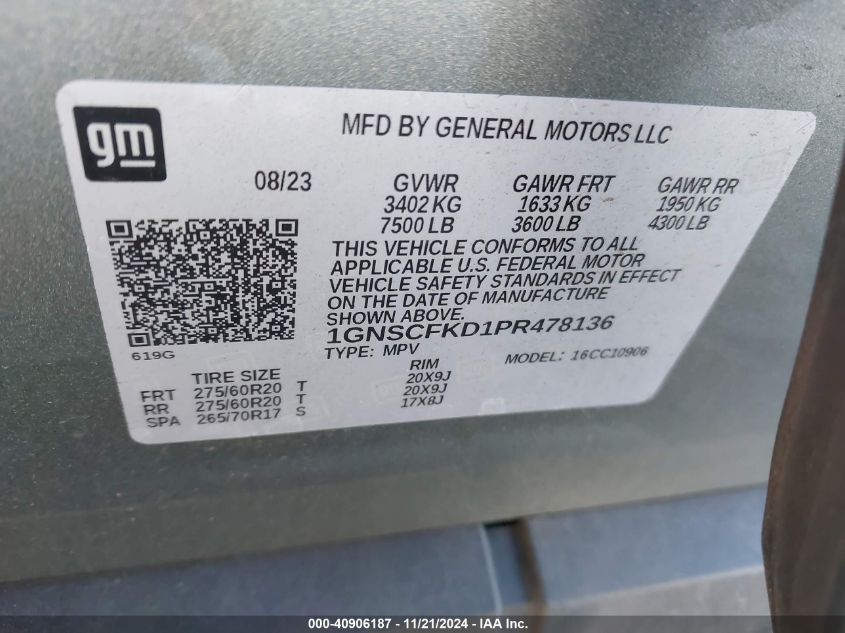 gm
MFD BY GENERAL MOTORS LLC
08/23 GVWR GAWR FRT GAWR RR
3402 KG 1633 KG 1950 KG
7500 LB 3600 LB 4300 LB
THIS VEHICLE CONFORMS TO ALL
APPLICABLE U.S. FEDERAL MOTOR
VEHICLE SAFETY STANDARDS IN EFFECT
ON THE DATE OF MANUFACTURE
SHOWN ABOVE.
1GNSCFKD1PR478136
619G
TYPE: MPV MODEL: 16CC10906
TIRE SIZE RIM
FRT 275/60R20 T 20X9J
RR 275/60R20 T 20X9J
SPA 265/70R17 S 17X8J
000-40906187 - 11/21/2024 - IAA Inc.